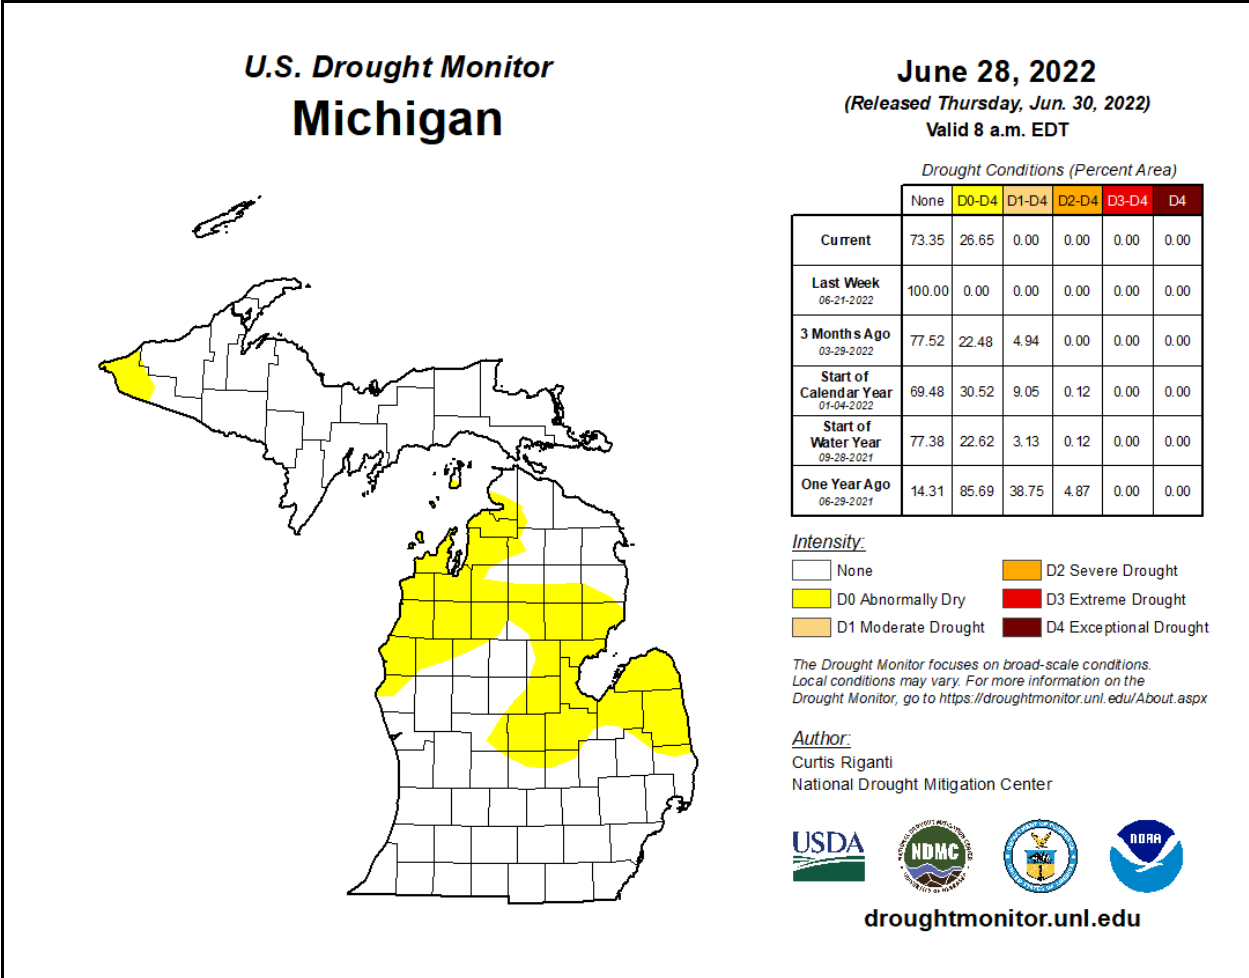 U.S. Drought Monitor
Michigan
June 28, 2022
(Released Thursday, Jun. 30, 2022)
Valid 8 a.m. EDT
Drought Conditions (Percent Area)
None D0-D4 D1-D4 D2-D4 D3-D4 D4
Current 73.35 26.65 0.00 0.00 0.00 0.00
Last Week
06-21-2022
100.00 0.00 0.00 0.00 0.00 0.00
3 Months Ago
03-29-2022
77.52 22.48 4.94 0.00 0.00 0.00
Start of
Calendar Year
01-04-2022
69.48 30.52 9.05 0.12 0.00 0.00
Start of
Water Year
09-28-2021
77.38 22.62 3.13 0.12 0.00 0.00
One Year Ago
06-29-2021
14.31 85.69 38.75 4.87 0.00 0.00
Intensity:
None
D0 Abnormally Dry
D1 Moderate Drought
D2 Severe Drought
D3 Extreme Drought
D4 Exceptional Drought
The Drought Monitor focuses on broad-scale conditions.
Local conditions may vary. For more information on the
Drought Monitor, go to https://droughtmonitor.unl.edu/About.aspx
Author:
Curtis Riganti
National Drought Mitigation Center
USDA
NDMC
NOAA
droughtmonitor.unl.edu